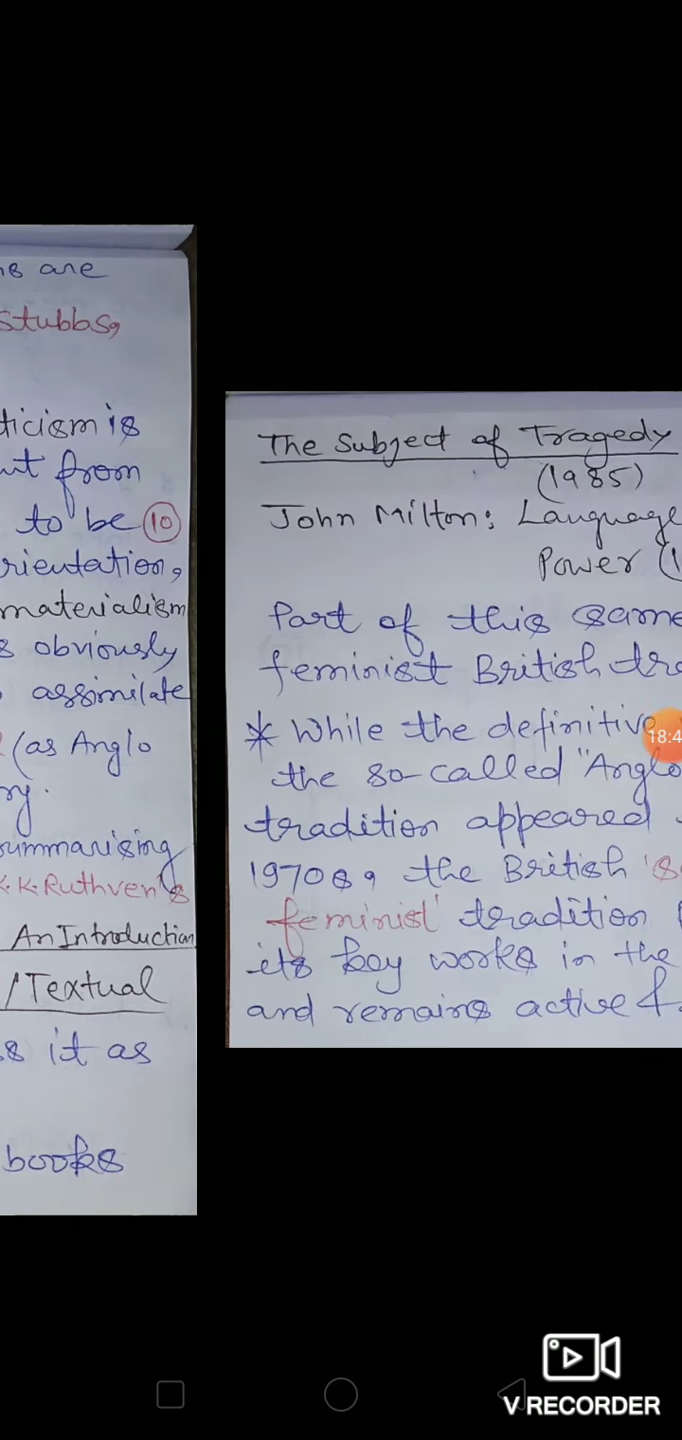 are
stubbs,
ticism is
from
to be 10
rientation,
materialism
obviously
assimilate
(as Anglo
ry.
summarising
K. K. Ruthven's
An Introduction
/Textual
it as
books
The Subject of Tragedy
(1985)
John Milton: Language
Power (1
Part of this same
feminist British tra
* While the definitive
18:4
the so-called "Anglo
tradition appeared
1970s, the British 's
feminist' tradition
its key works in the
and remains active &
V RECORDER